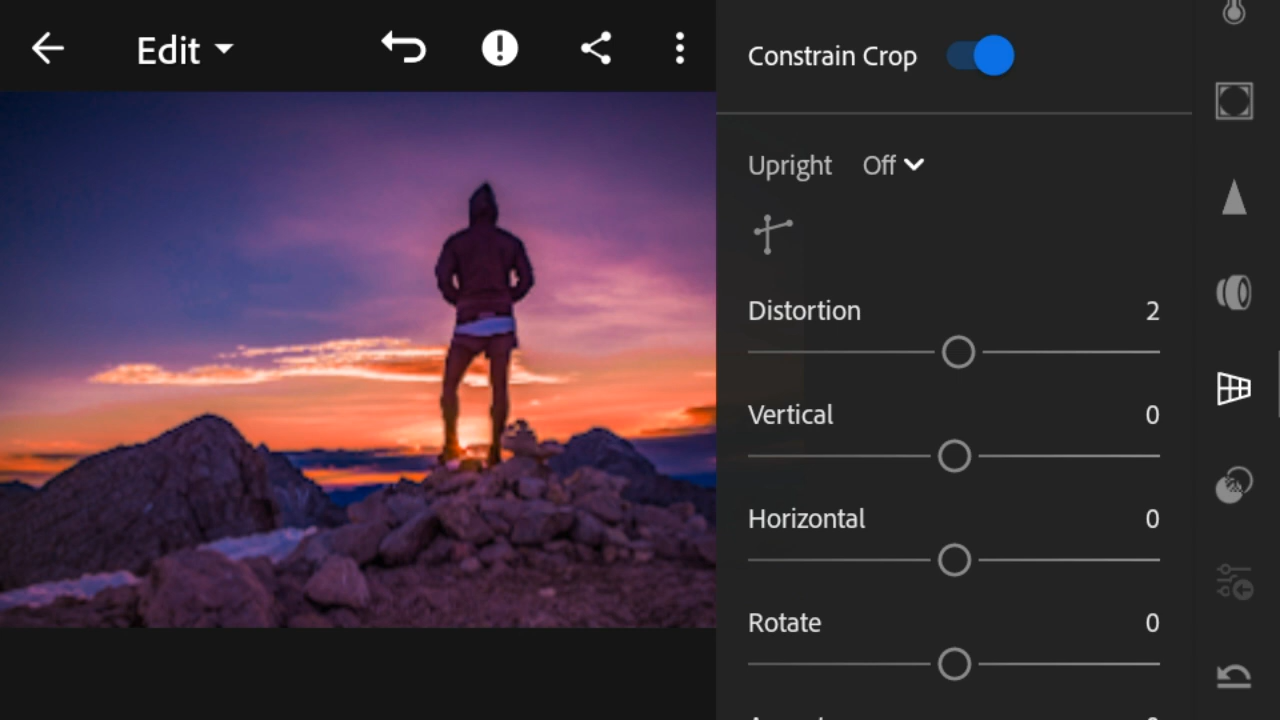 Edit
Constrain Crop
Upright Off
Distortion 2
Vertical 0
Horizontal 0
Rotate 0